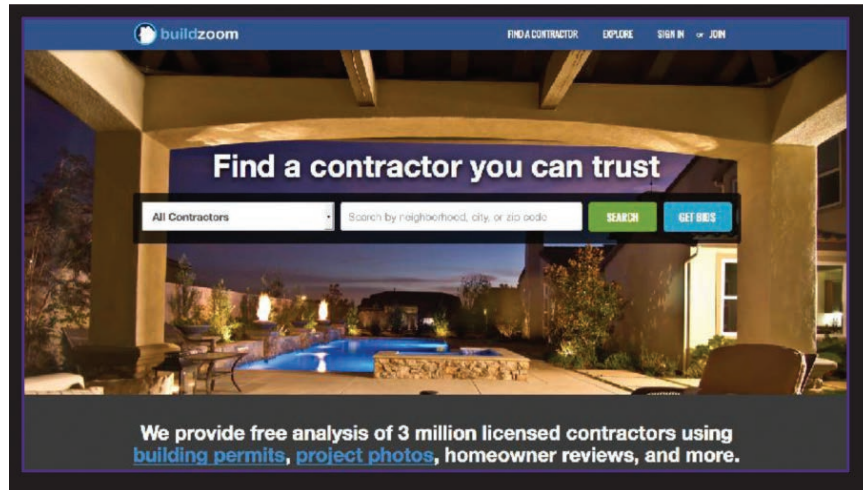 buildzoom
FIND A CONTRACTOR EXPLORE SIGN IN or JOIN
Find a contractor you can trust
All Contractors Search by neighborhood, city, or zip code SEARCH GET BIDS
We provide free analysis of 3 million licensed contractors using
building permits, project photos, homeowner reviews, and more.